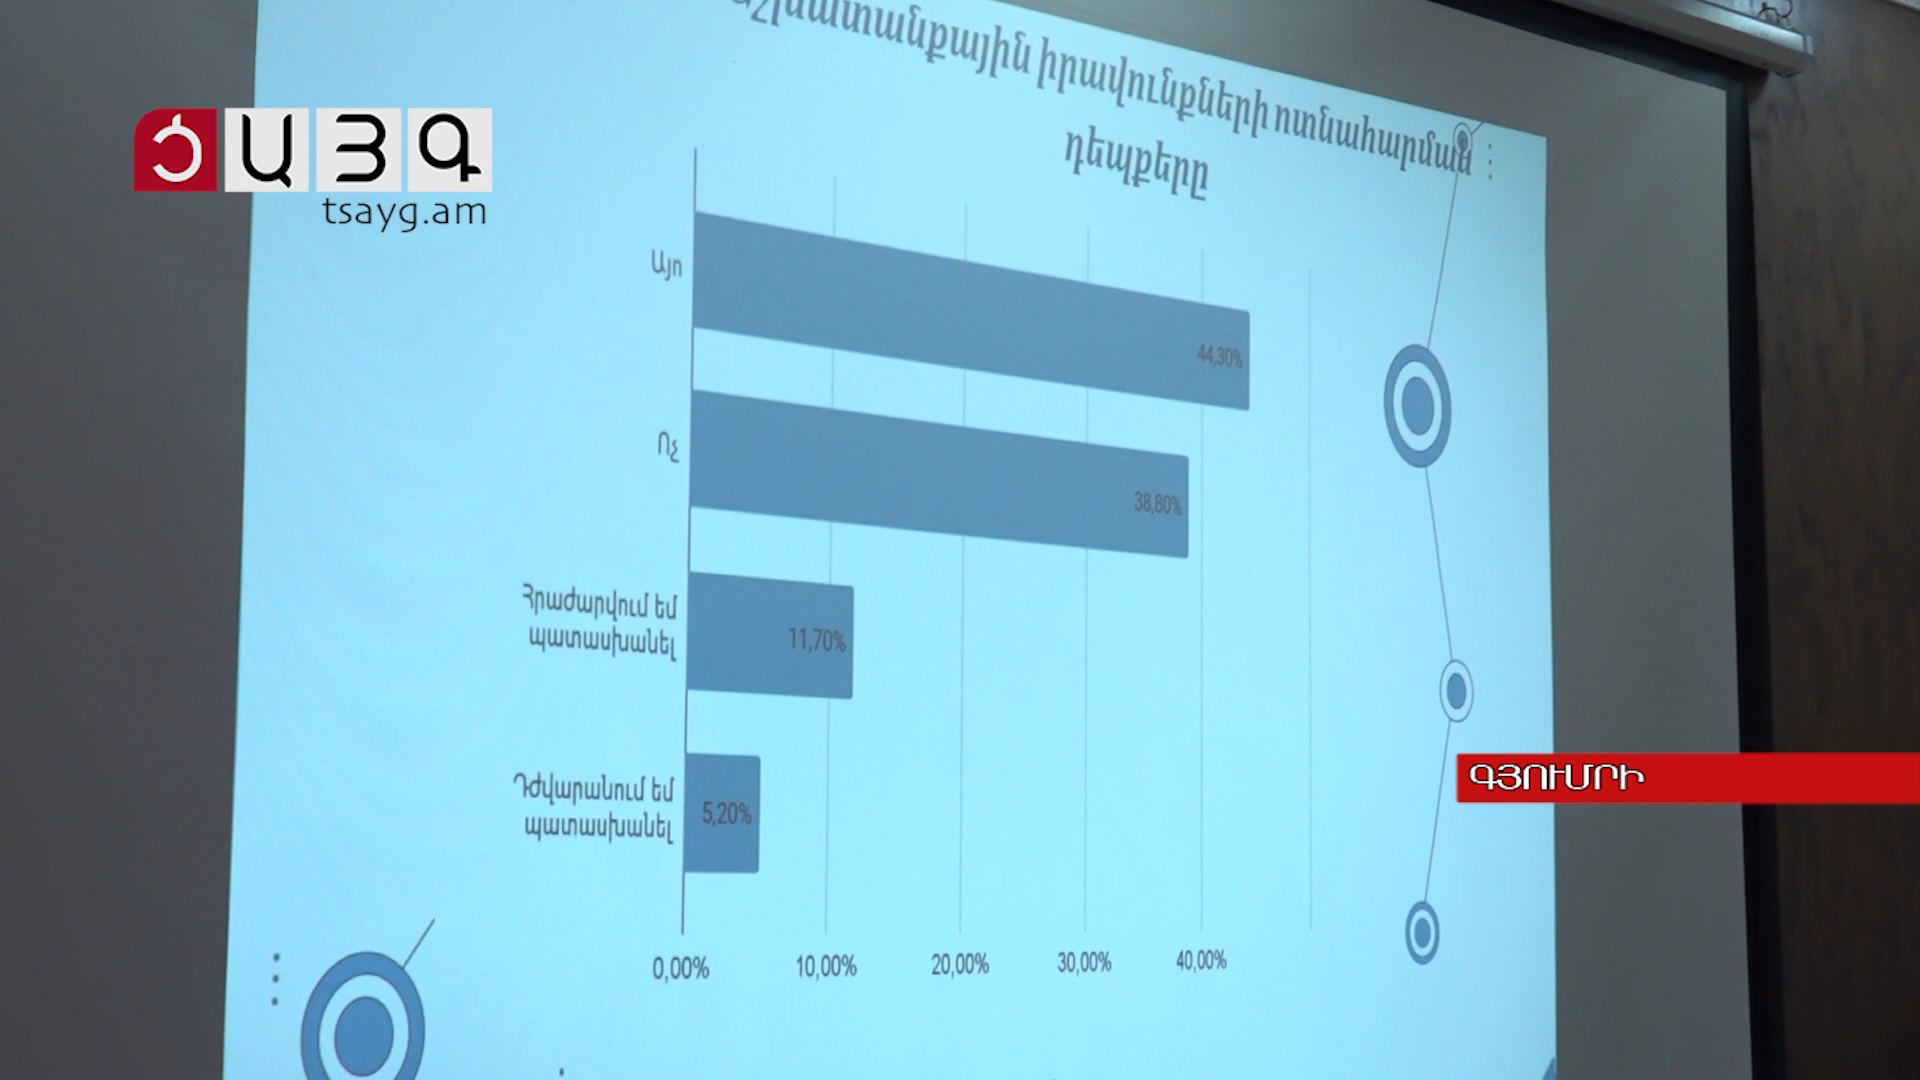 աշխատանքային իրավունքների ոտնահարման
դեպքերը
ԾԱՅԳ
tsayg.am
Այո
44,30%
Ոչ
38,80%
Հրաժարվում եմ
պատասխանել
11,70%
Դժվարանում եմ
պատասխանել
5,20%
ԳՅՈՒՄՐԻ
0,00% 10,00% 20,00% 30,00% 40,00%